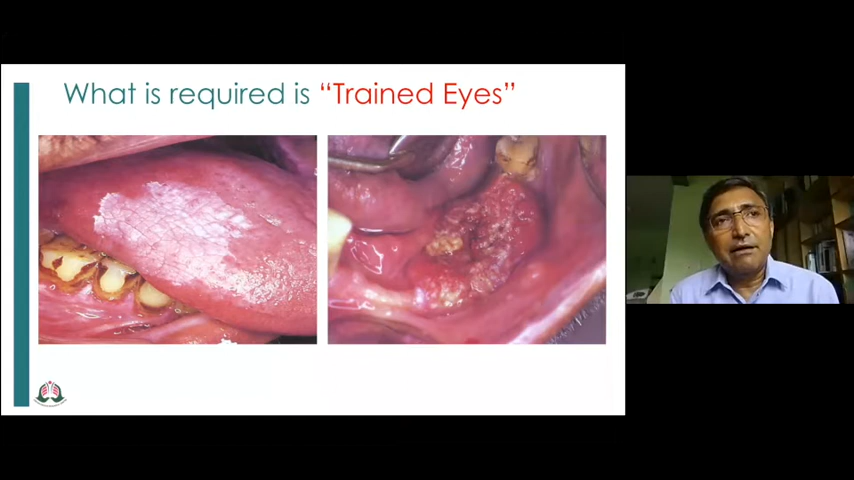 What is required is “Trained Eyes”